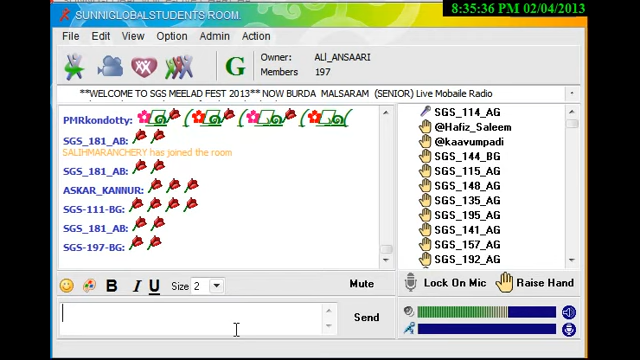 SUNNIGLOBALSTUDENTS ROOM.
8:35:36 PM 02/04/2013
File Edit View Option Admin Action
G
Owner: ALI_ANSAARI
Members 197
**WELCOME TO SGS MEELAD FEST 2013** NOW BURDA MALSARAM (SENIOR) Live Mobaile Radio
PMRkondotty:
SGS_181_AB:
SALIHMARANCHERY has joined the room
SGS_181_AB:
ASKAR_KANNUR:
SGS-111-BG:
SGS_181_AB:
SGS-197-BG:
SGS_114_AG
@Hafiz_Saleem
@kaavumpadi
SGS_144_BG
SGS_115_AG
SGS_148_AG
SGS_135_AG
SGS_195_AG
SGS_141_AG
SGS_157_AG
SGS_192_AG
B I U Size 2 Mute
Lock On Mic Raise Hand
Send